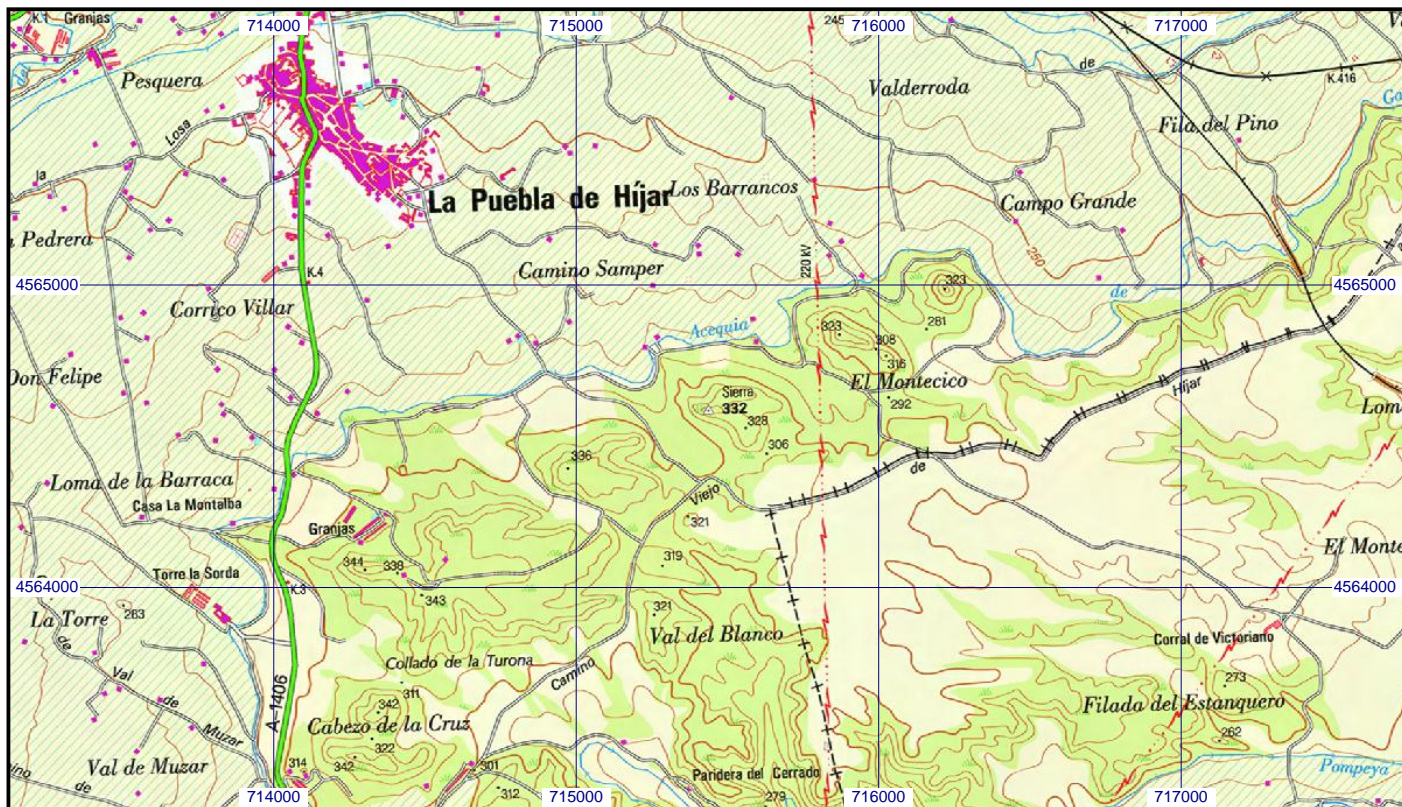 K.1
Granjas
714000
715000
245
716000
717000
de
K.416
Pesquera
Valderroda
Fila del Pino
Losa
la
La Puebla de Híjar
Los Barrancos
Campo Grande
Pedrera
250
K.4
Camino Samper
220 kV
4565000
4565000
323
de
Corrico Villar
Acequia
323
281
308
316
Híjar
Don Felipe
El Montecico
Sierra
332
292
328
306
336
de
Loma de la Barraca
Viejo
Casa La Montalba
Granjas
321
319
344
338
Torre la Sorda
4564000
4564000
K.3
343
283
321
La Torre
Val del Blanco
Corral de Victoriano
de
Val
de
Muzar
Collado de la Turona
Camino
A-1406
311
342
273
Cabezo de la Cruz
Filada del Estanquero
322
262
342
314
301
Val de Muzar
Paridera del Cerrado
Pompeya
de
312
279
714000
715000
716000
717000